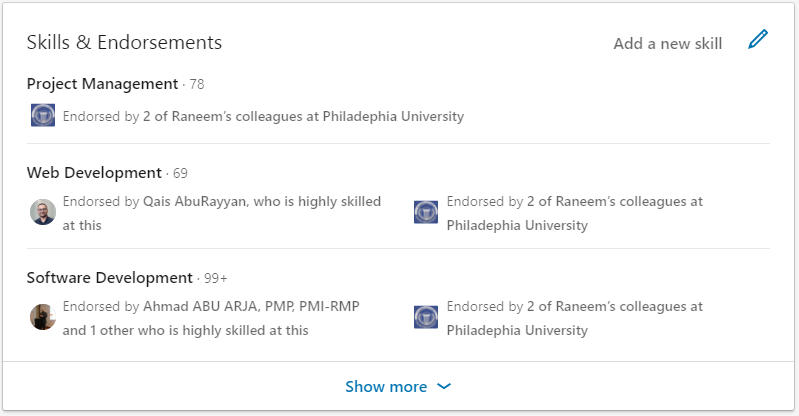 Skills & Endorsements
Add a new skill
Project Management · 78
Endorsed by 2 of Raneem's colleagues at Philadephia University
Web Development · 69
Endorsed by Qais AbuRayyan, who is highly skilled
at this
Endorsed by 2 of Raneem's colleagues at
Philadephia University
Software Development · 99+
Endorsed by Ahmad ABU ARJA, PMP, PMI-RMP
and 1 other who is highly skilled at this
Endorsed by 2 of Raneem's colleagues at
Philadephia University
Show more